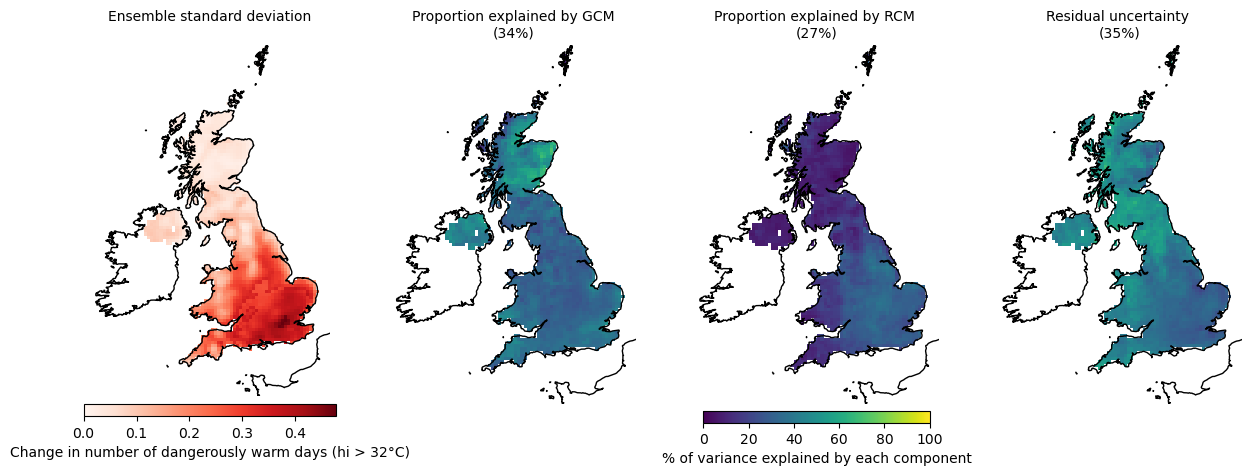 Ensemble standard deviation
Proportion explained by GCM
(34%)
Proportion explained by RCM
(27%)
Residual uncertainty
(35%)
0.0 0.1 0.2 0.3 0.4
Change in number of dangerously warm days (hi > 32°C)
0 20 40 60 80 100
% of variance explained by each component